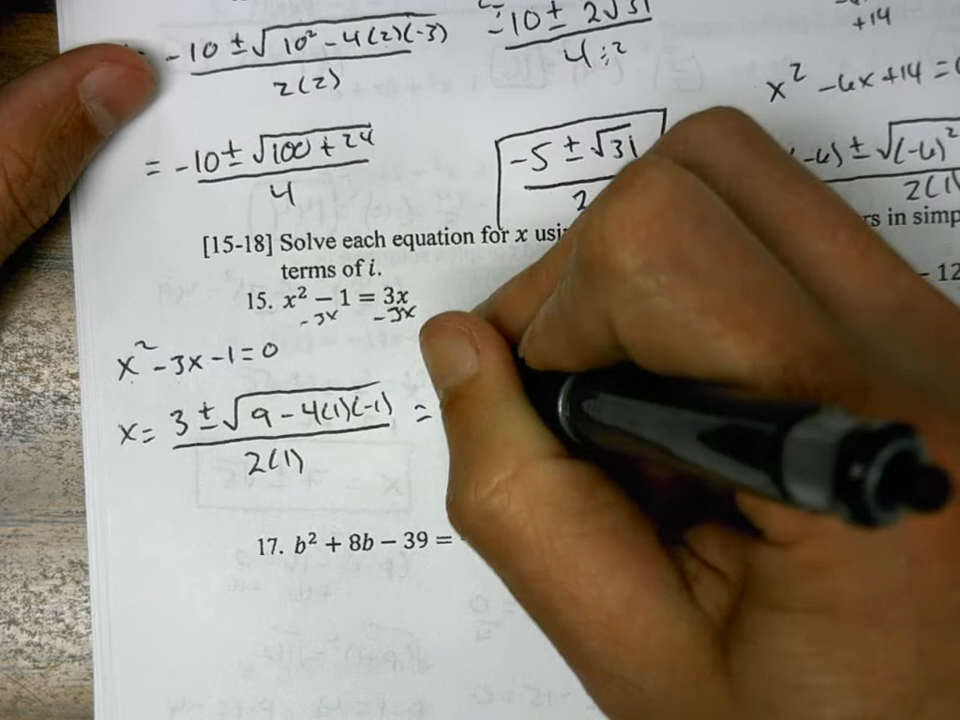 -10 ± √10² - 4(2)(-3)
2(2)
= -10 ± 2√31
4 ÷ 2
+14
x² - 6x + 14 =
= -10 ± √100 + 24
4
-5 ± √31
2
-6) ± √(-6)²
2(1)
[15-18] Solve each equation for x
rs in simp
terms of i.
- 12
15. x² − 1 = 3x
-3x -3x
x² - 3x - 1 = 0
x = 3 ± √9 - 4(1)(-1) =
2(1)
17. b² + 8b − 39 =